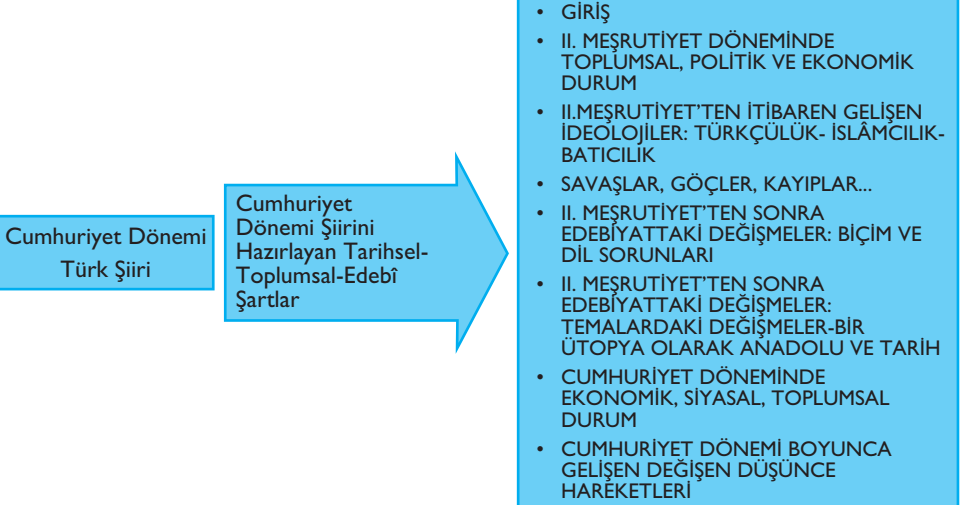 Cumhuriyet Dönemi
Türk Şiiri
Cumhuriyet
Dönemi Şiirini
Hazırlayan Tarihsel-
Toplumsal-Edebî
Şartlar
• GİRİŞ
• II. MEŞRUTİYET DÖNEMİNDE
TOPLUMSAL, POLİTİK VE EKONOMİK
DURUM
• II.MEŞRUTİYET’TEN İTİBAREN GELİŞEN
İDEOLOJİLER: TÜRKÇÜLÜK- İSLÂMCILIK-
BATICILIK
• SAVAŞLAR, GÖÇLER, KAYIPLAR...
• II. MEŞRUTİYET’TEN SONRA
EDEBİYATTAKİ DEĞİŞMELER: BİÇİM VE
DİL SORUNLARI
• II. MEŞRUTİYET’TEN SONRA
EDEBİYATTAKİ DEĞİŞMELER:
TEMALARDAKİ DEĞİŞMELER-BİR
ÜTOPYA OLARAK ANADOLU VE TARİH
• CUMHURİYET DÖNEMİNDE
EKONOMİK, SİYASAL, TOPLUMSAL
DURUM
• CUMHURİYET DÖNEMİ BOYUNCA
GELİŞEN DEĞİŞEN DÜŞÜNCE
HAREKETLERİ